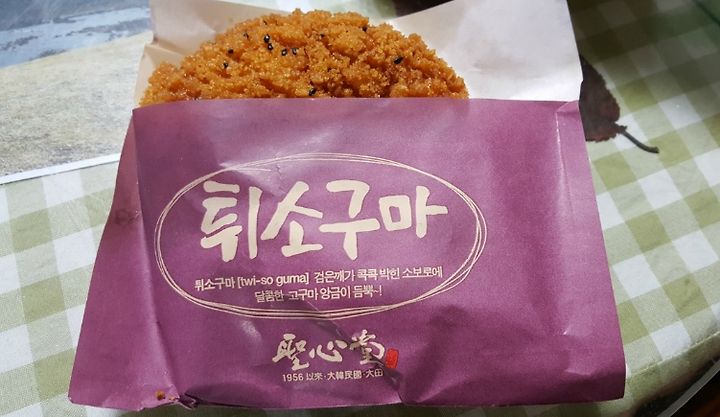 튀소구마
튀소구마 [twi-so guma] 검은깨가 콕콕 박힌 소보로에
달콤한 고구마 앙금이 듬뿍~!
聖心堂
1956 以來·大韓民國·大田